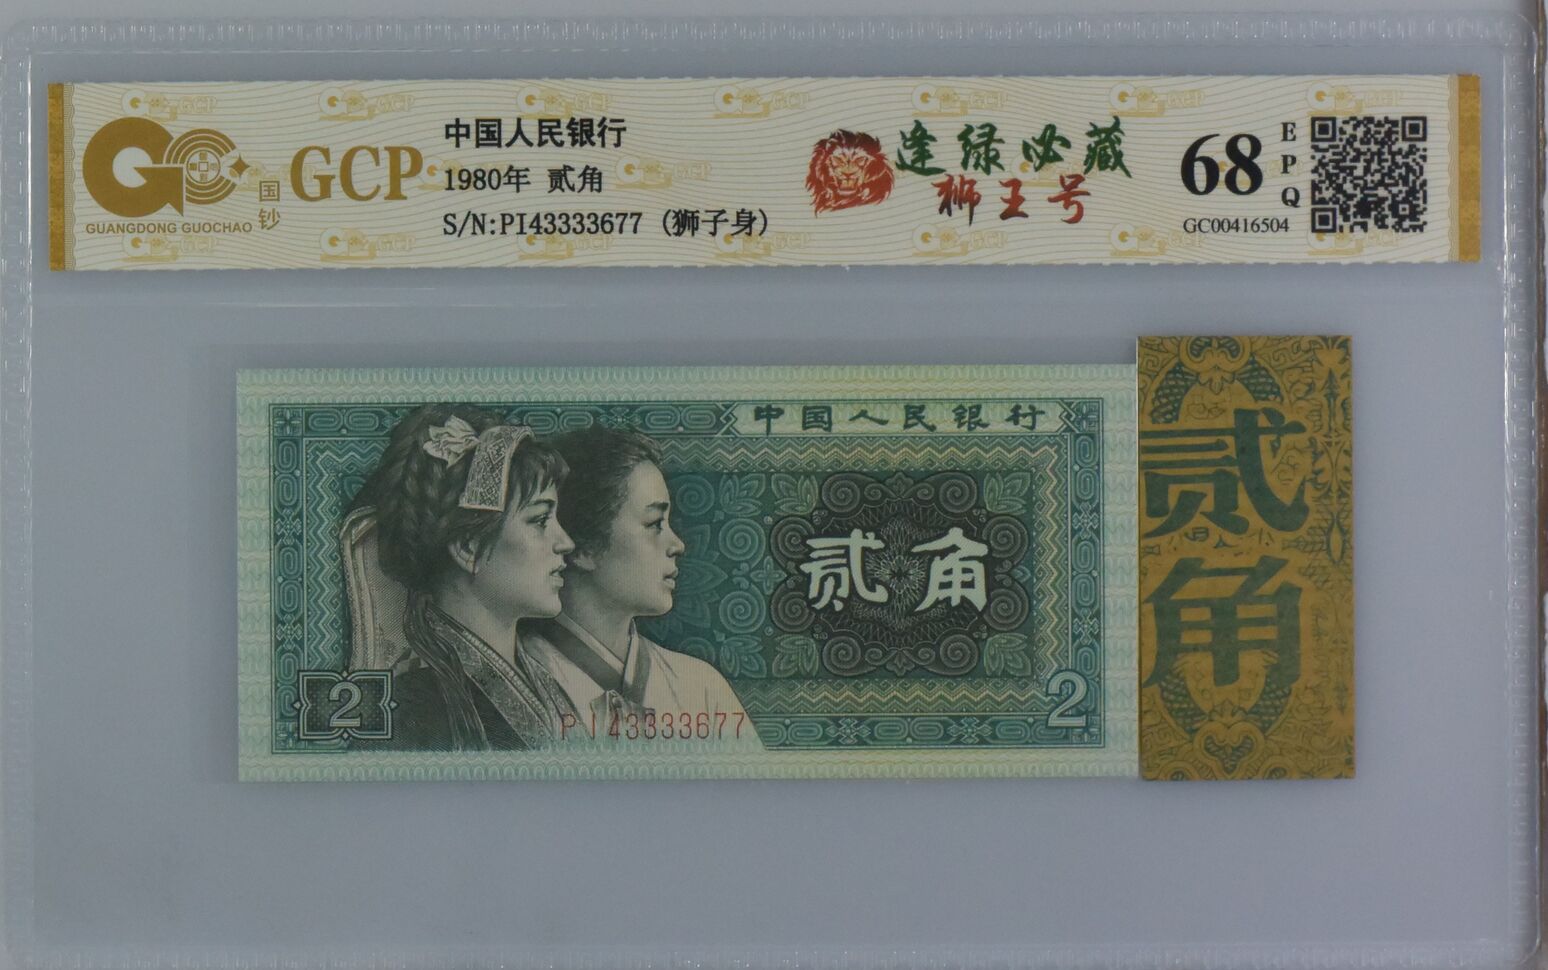 GCP
国钞
GUANGDONG GUOCHAO
中国人民银行
1980年 贰角
S/N:PI43333677 (狮子身)
逢绿必藏
狮王号
68
EPQ
GC00416504
中国人民银行
贰角
2
2
PI43333677
贰角